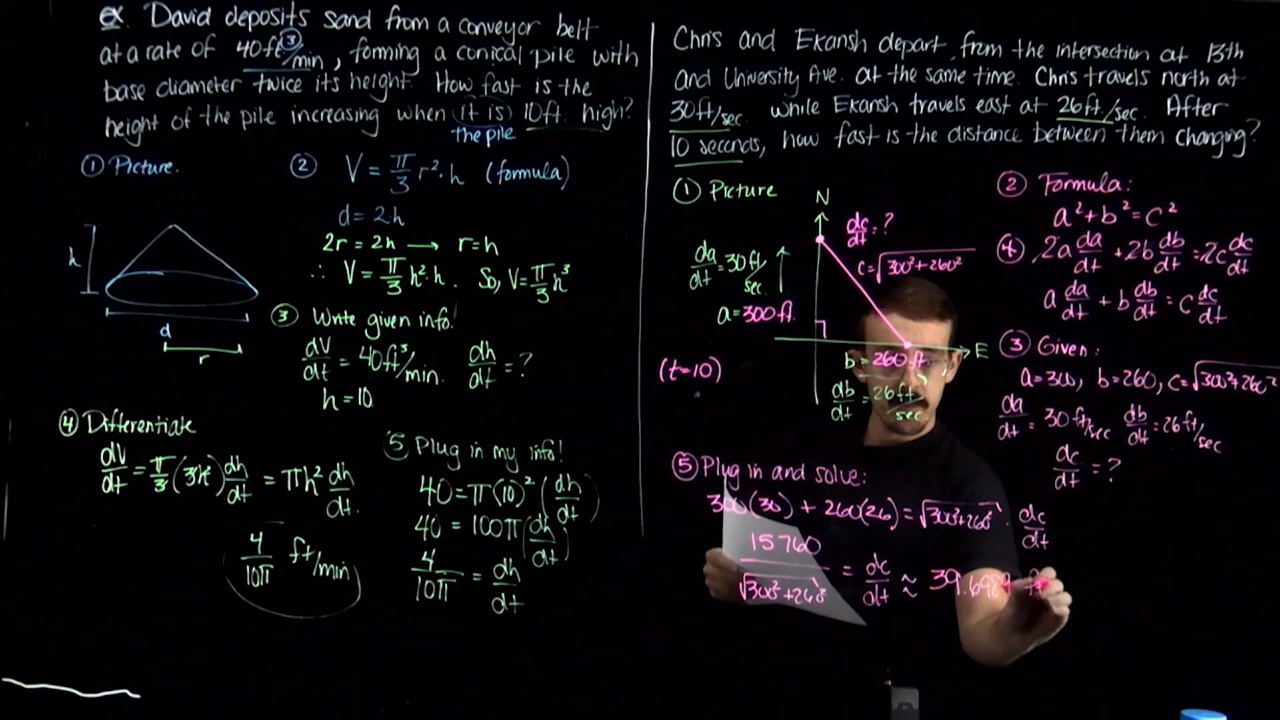 ex. David deposits sand from a conveyor belt
at a rate of 40ft³/min, forming a conical pile with
base diameter twice its height. How fast is the
height of the pile increasing when (it is) 10ft. high?
the pile
① Picture.
h
d
r
② V = π/3 r²·h (formula)
d = 2·h
2r = 2h → r=h
∴ V = π/3 h²·h. So, V = π/3 h³
③ Write given info!
dV/dt = 40ft³/min. dh/dt = ?
h = 10
④ Differentiate
dV/dt = π/3 (3h²) dh/dt = πh² dh/dt.
⑤ Plug in my info!
40 = π(10)² (dh/dt)
40 = 100π (dh/dt)
4/10π = dh/dt
4/10π ft/min
Chris and Ekansh depart from the intersection at 13th
and University Ave. at the same time. Chris travels north at
30ft/sec. while Ekansh travels east at 26ft/sec. After
10 seconds, how fast is the distance between them changing?
① Picture
N
dc/dt = ?
c = √300²+260²
da/dt = 30 ft/sec.
a = 300 ft.
E
b = 260 ft.
db/dt = 26 ft/sec
(t=10)
② Formula:
a² + b² = c²
④ 2a da/dt + 2b db/dt = 2c dc/dt
a da/dt + b db/dt = c dc/dt
③ Given:
a=300, b=260, c=√300²+260²
da/dt = 30 ft/sec db/dt = 26 ft/sec
dc/dt = ?
⑤ Plug in and solve:
300(30) + 260(26) = √300²+260² · dc/dt
15760/√300²+260² = dc/dt ≈ 39.6989 ft